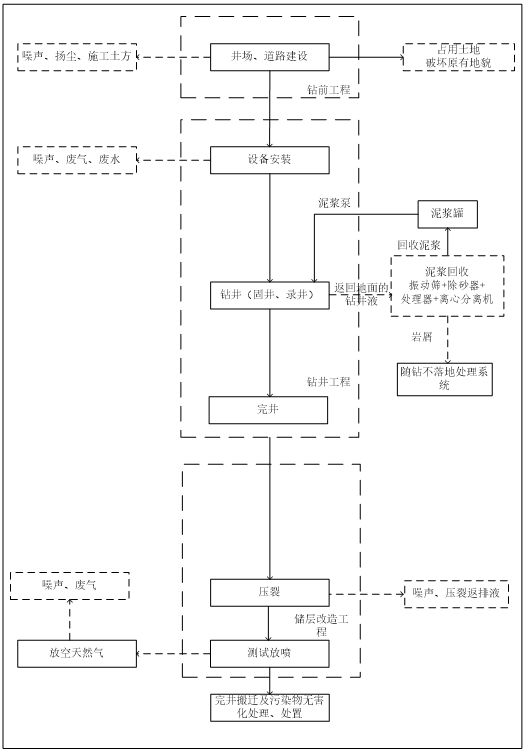 噪声、扬尘、施工土方
井场、道路建设
占用土地
破坏原有地貌
钻前工程
噪声、废气、废水
设备安装
泥浆泵
泥浆罐
回收泥浆
钻井（固井、录井）
返回地面的
钻井液
泥浆回收
振动筛+除砂器+
处理器+离心分离机
岩屑
随钻不落地处理系
统
钻井工程
完井
噪声、废气
压裂
噪声、压裂返排液
储层改造工
程
放空天然气
测试放喷
完井搬迁及污染物无害
化处理、处置